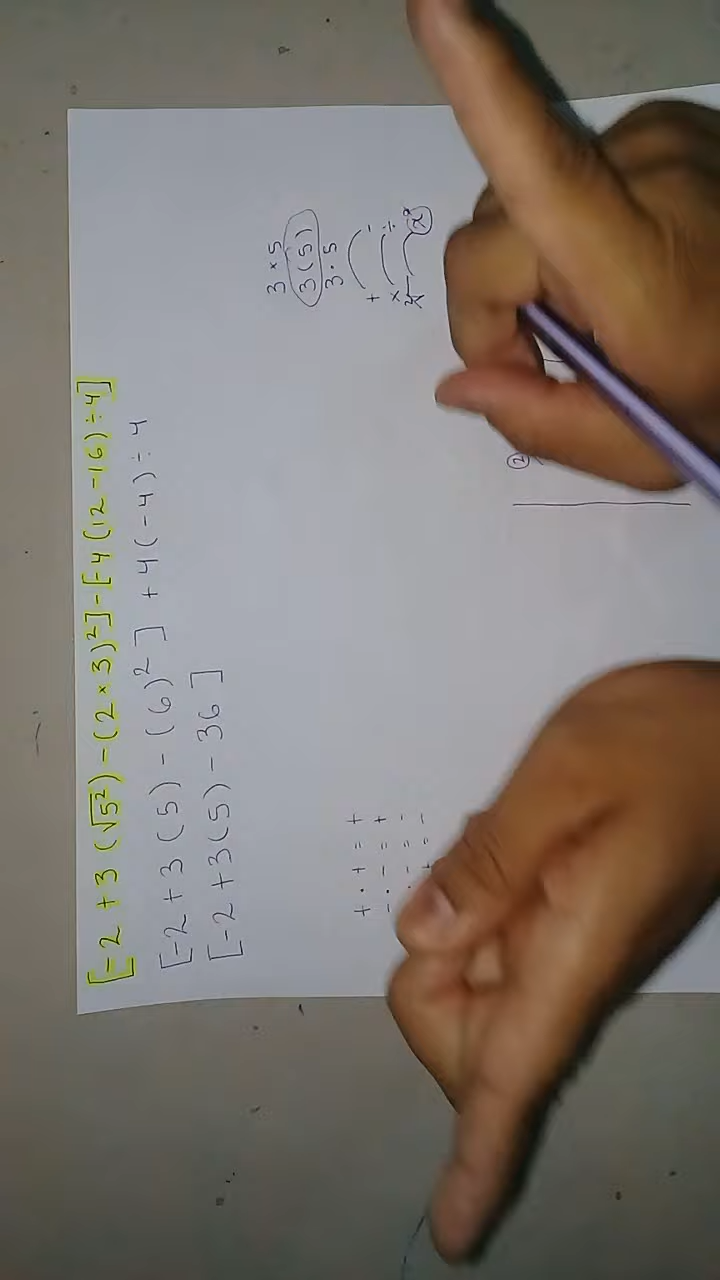 [-2 + 3 (√5²) - (2 × 3)²] - [-4 (12 - 16) ÷ 4]
[-2 + 3 (5) - (6)²] + 4 (-4) ÷ 4
[-2 + 3 (5) - 36]
3 × 5
3 (5)
3 · 5
+ -
× ÷
+ · + = +
- · - = +
②